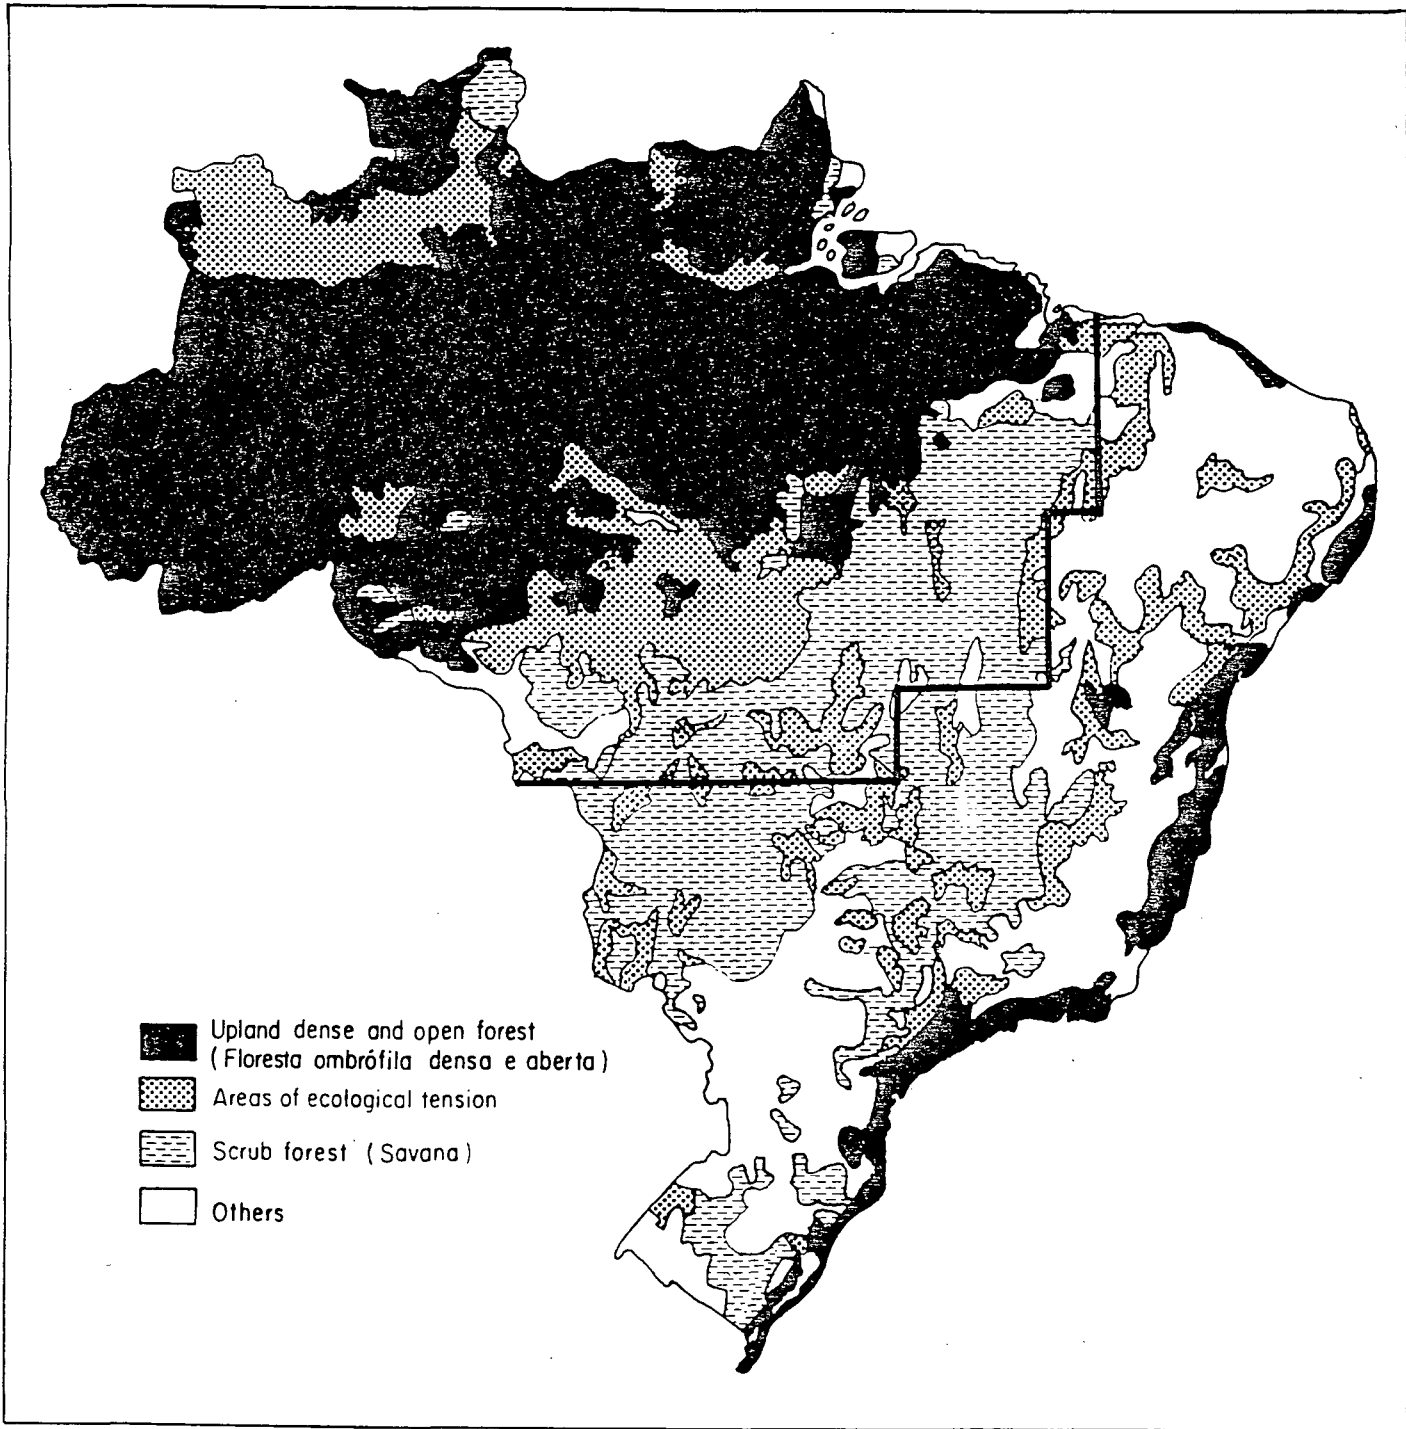 Upland dense and open forest
(Floresta ombrófila densa e aberta)
Areas of ecological tension
Scrub forest (Savana)
Others